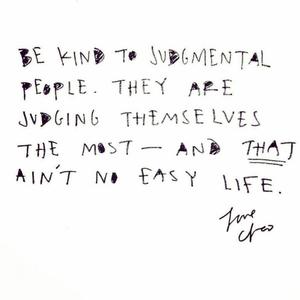 BE KIND TO JUDGMENTAL
PEOPLE. THEY ARE
JUDGING THEMSELVES
THE MOST — AND THAT
AIN'T NO EASY LIFE.
love
cleo